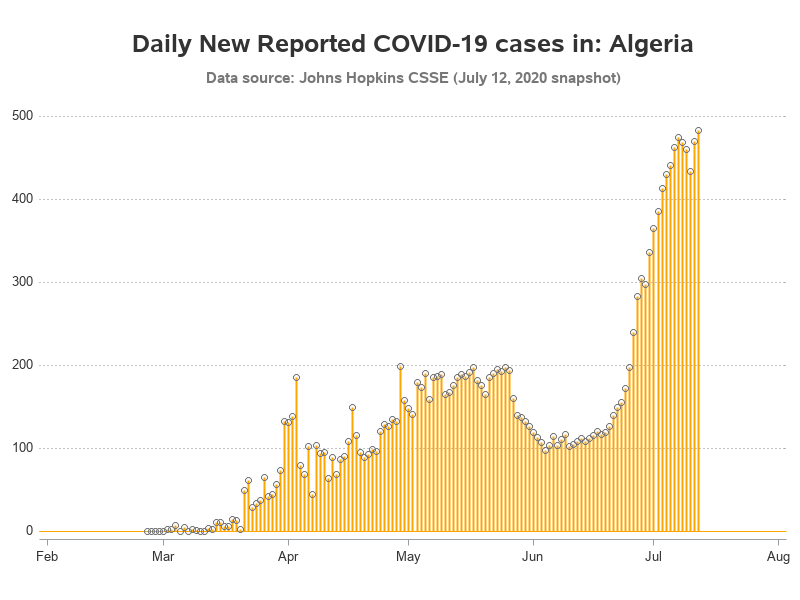 Daily New Reported COVID-19 cases in: Algeria
Data source: Johns Hopkins CSSE (July 12, 2020 snapshot)
500
400
300
200
100
0
Feb Mar Apr May Jun Jul Aug